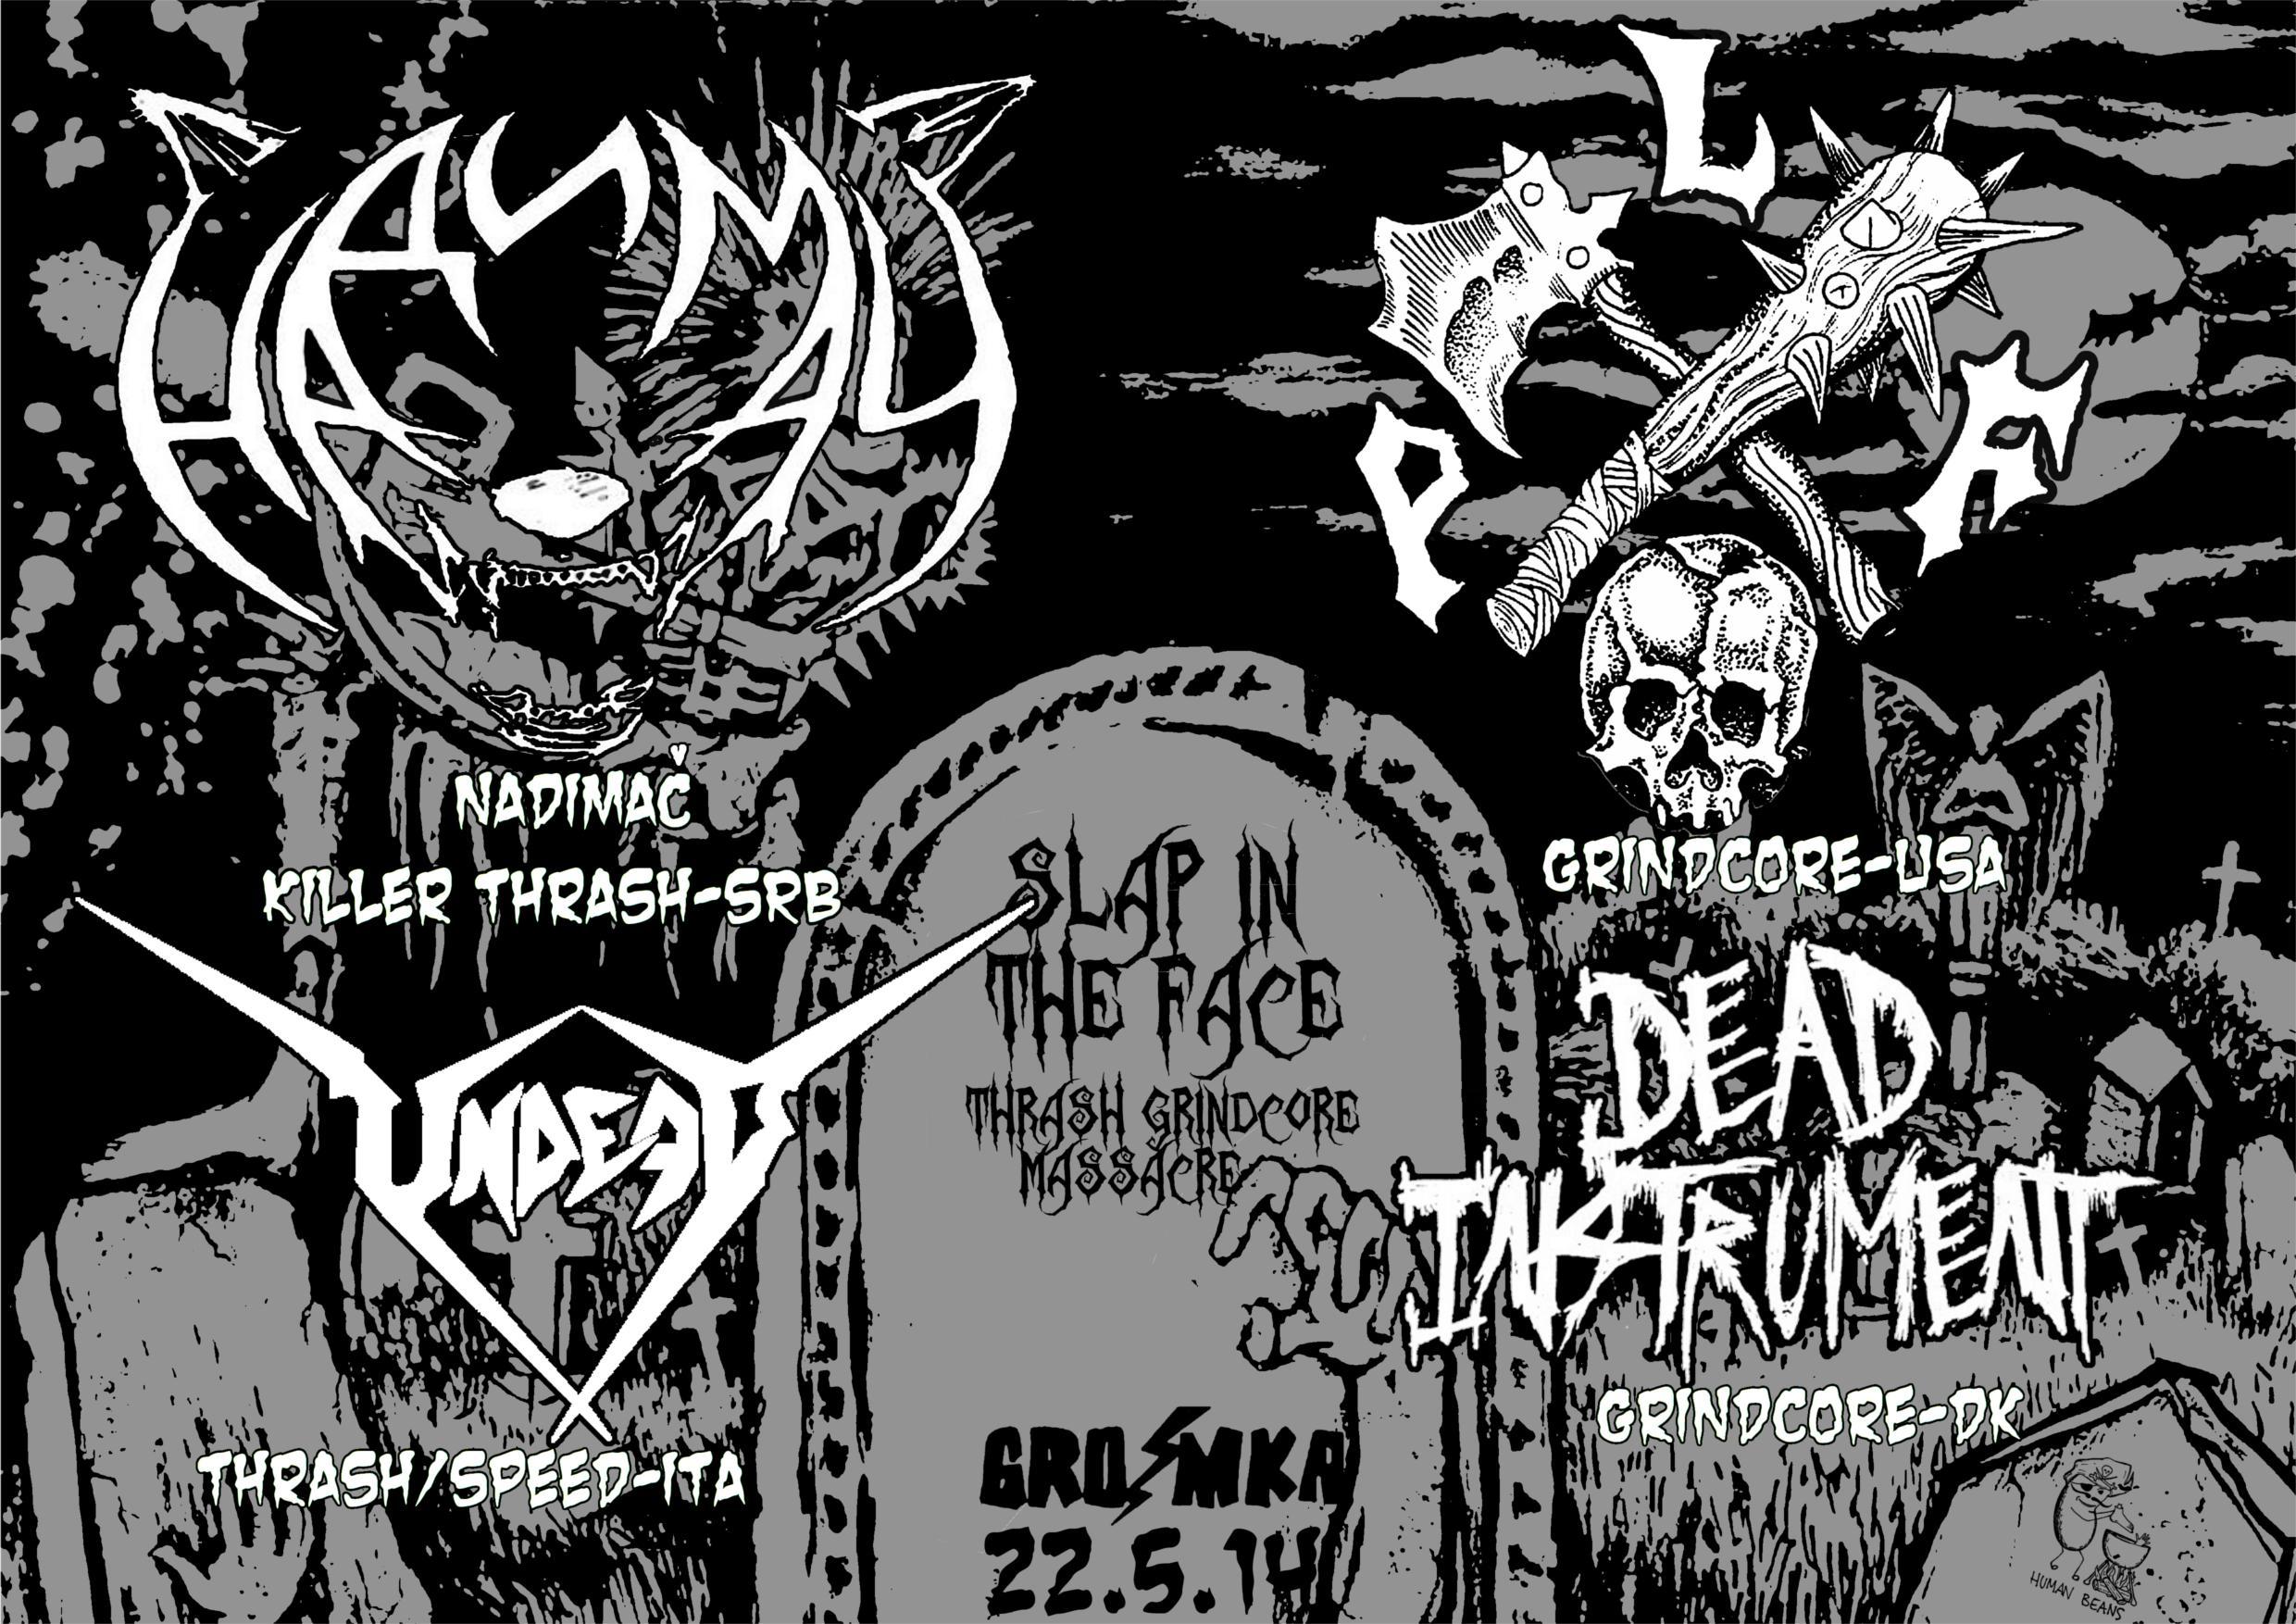 НАДИМАЧ
NADIMAČ
KILLER THRASH-SRB
P L F
GRINDCORE-USA
SLAP IN
THE FACE
THRASH GRINDCORE
MASSACRE
UNDEAD
THRASH/SPEED-ITA
DEAD
INSTRUMENT
GRINDCORE-DK
GROMKA
22.5.14
HUMAN BEANS